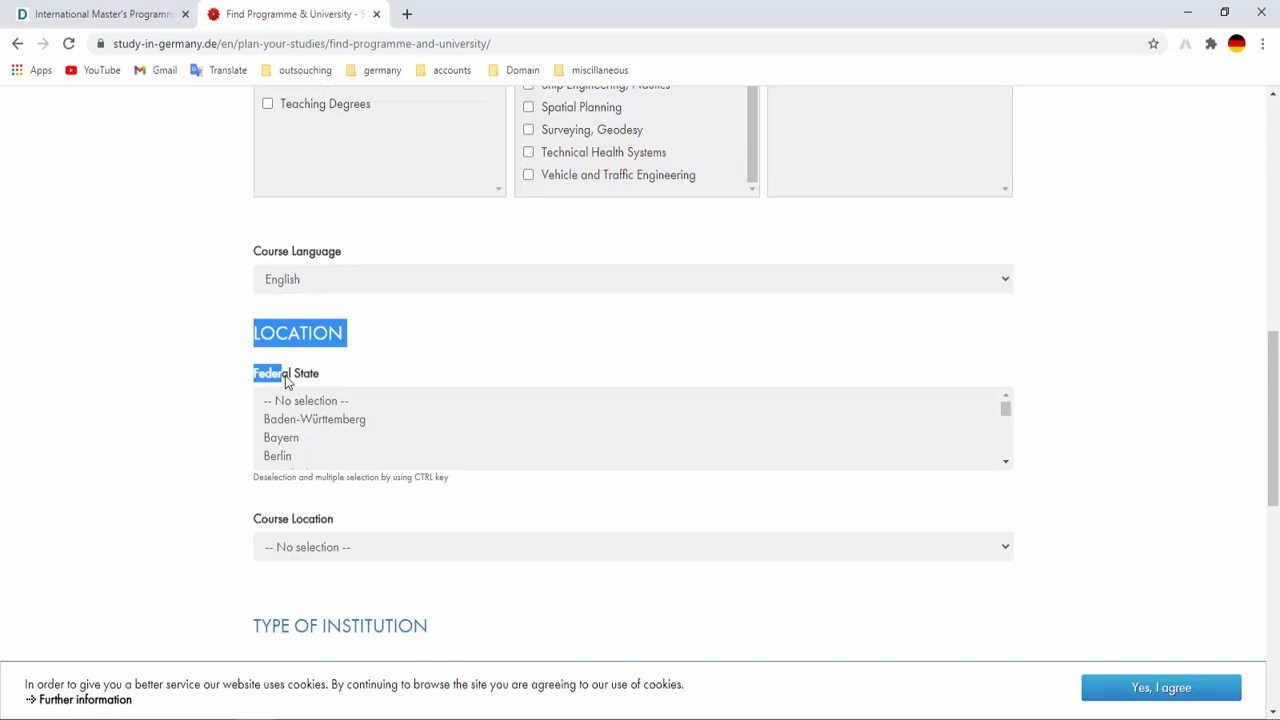 International Master's Programm
Find Programme & University - S
study-in-germany.de/en/plan-your-studies/find-programme-and-university/
Apps
YouTube
Gmail
Translate
outsouching
germany
accounts
Domain
miscellaneous
Teaching Degrees
Ship Engineering, Nautics
Spatial Planning
Surveying, Geodesy
Technical Health Systems
Vehicle and Traffic Engineering
Course Language
English
LOCATION
Federal State
-- No selection --
Baden-Württemberg
Bayern
Berlin
Deselection and multiple selection by using CTRL key
Course Location
-- No selection --
TYPE OF INSTITUTION
In order to give you a better service our website uses cookies. By continuing to browse the site you are agreeing to our use of cookies.
Further information
Yes, I agree